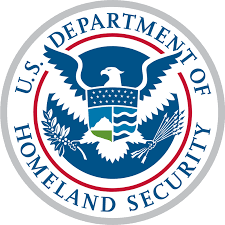 U.S. DEPARTMENT OF
HOMELAND SECURITY